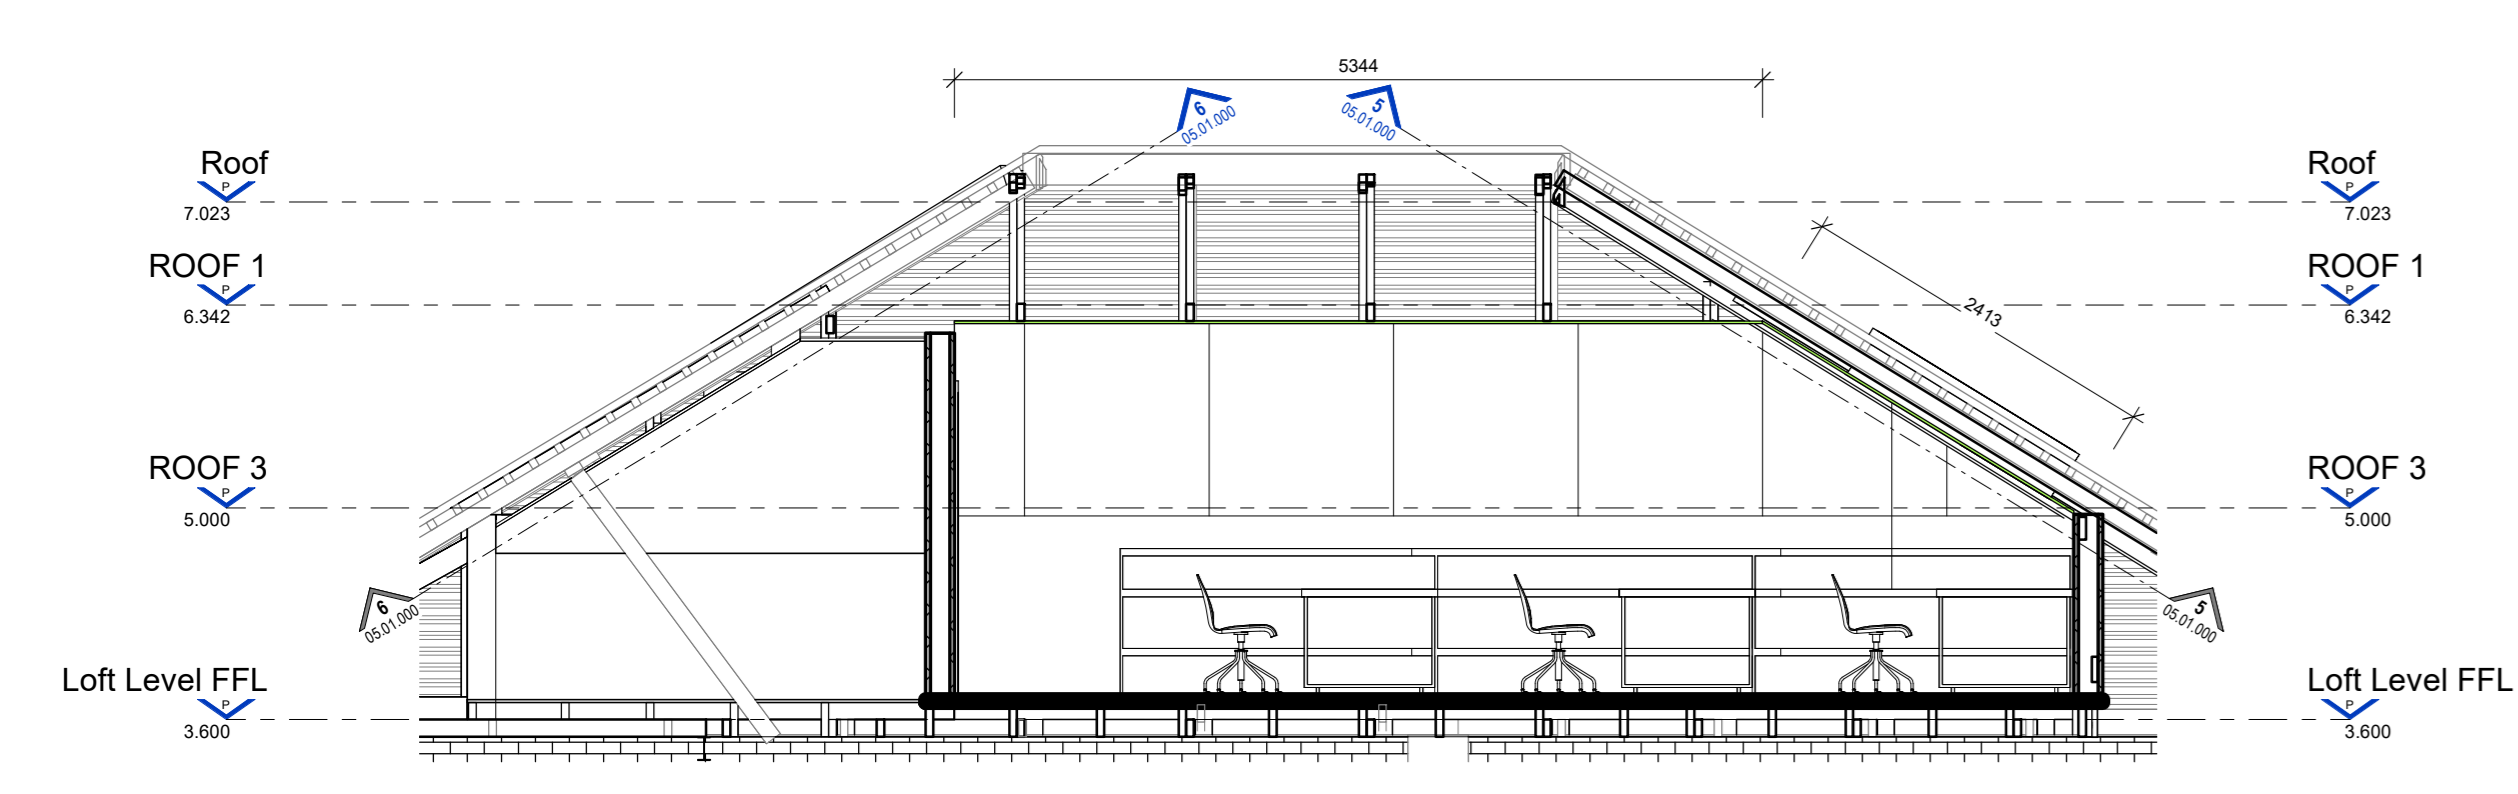 5344
6
05.01.000
5
05.01.000
Roof
P
7.023
Roof
P
7.023
ROOF 1
P
6.342
ROOF 1
P
6.342
2413
ROOF 3
P
5.000
ROOF 3
P
5.000
6
05.01.000
5
05.01.000
Loft Level FFL
P
3.600
Loft Level FFL
P
3.600